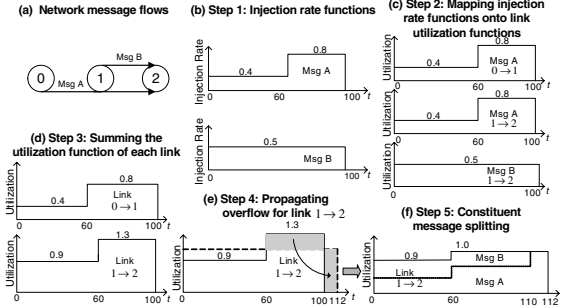 (a) Network message flows
Msg B
0 1 2
Msg A
(b) Step 1: Injection rate functions
Injection Rate
0.4
0.8
Msg A
0 60 100 t
Injection Rate
0.5
Msg B
0 100 t
(c) Step 2: Mapping injection
rate functions onto link
utilization functions
Utilization
0.4
0.8
Msg A
0→1
0 60 100 t
Utilization
0.4
0.8
Msg A
1→2
0 60 100 t
Utilization
0.5
Msg B
1→2
0 100 t
(d) Step 3: Summing the
utilization function of each link
Utilization
0.4
0.8
Link
0→1
0 60 100 t
Utilization
0.9
1.3
Link
1→2
0 60 100 t
(e) Step 4: Propagating
overflow for link 1→2
Utilization
0.9
1.3
Link
1→2
0 60 100 112
(f) Step 5: Constituent
message splitting
Utilization
0.9
1.0
Msg B
Link
1→2
Msg A
0 60 110 112